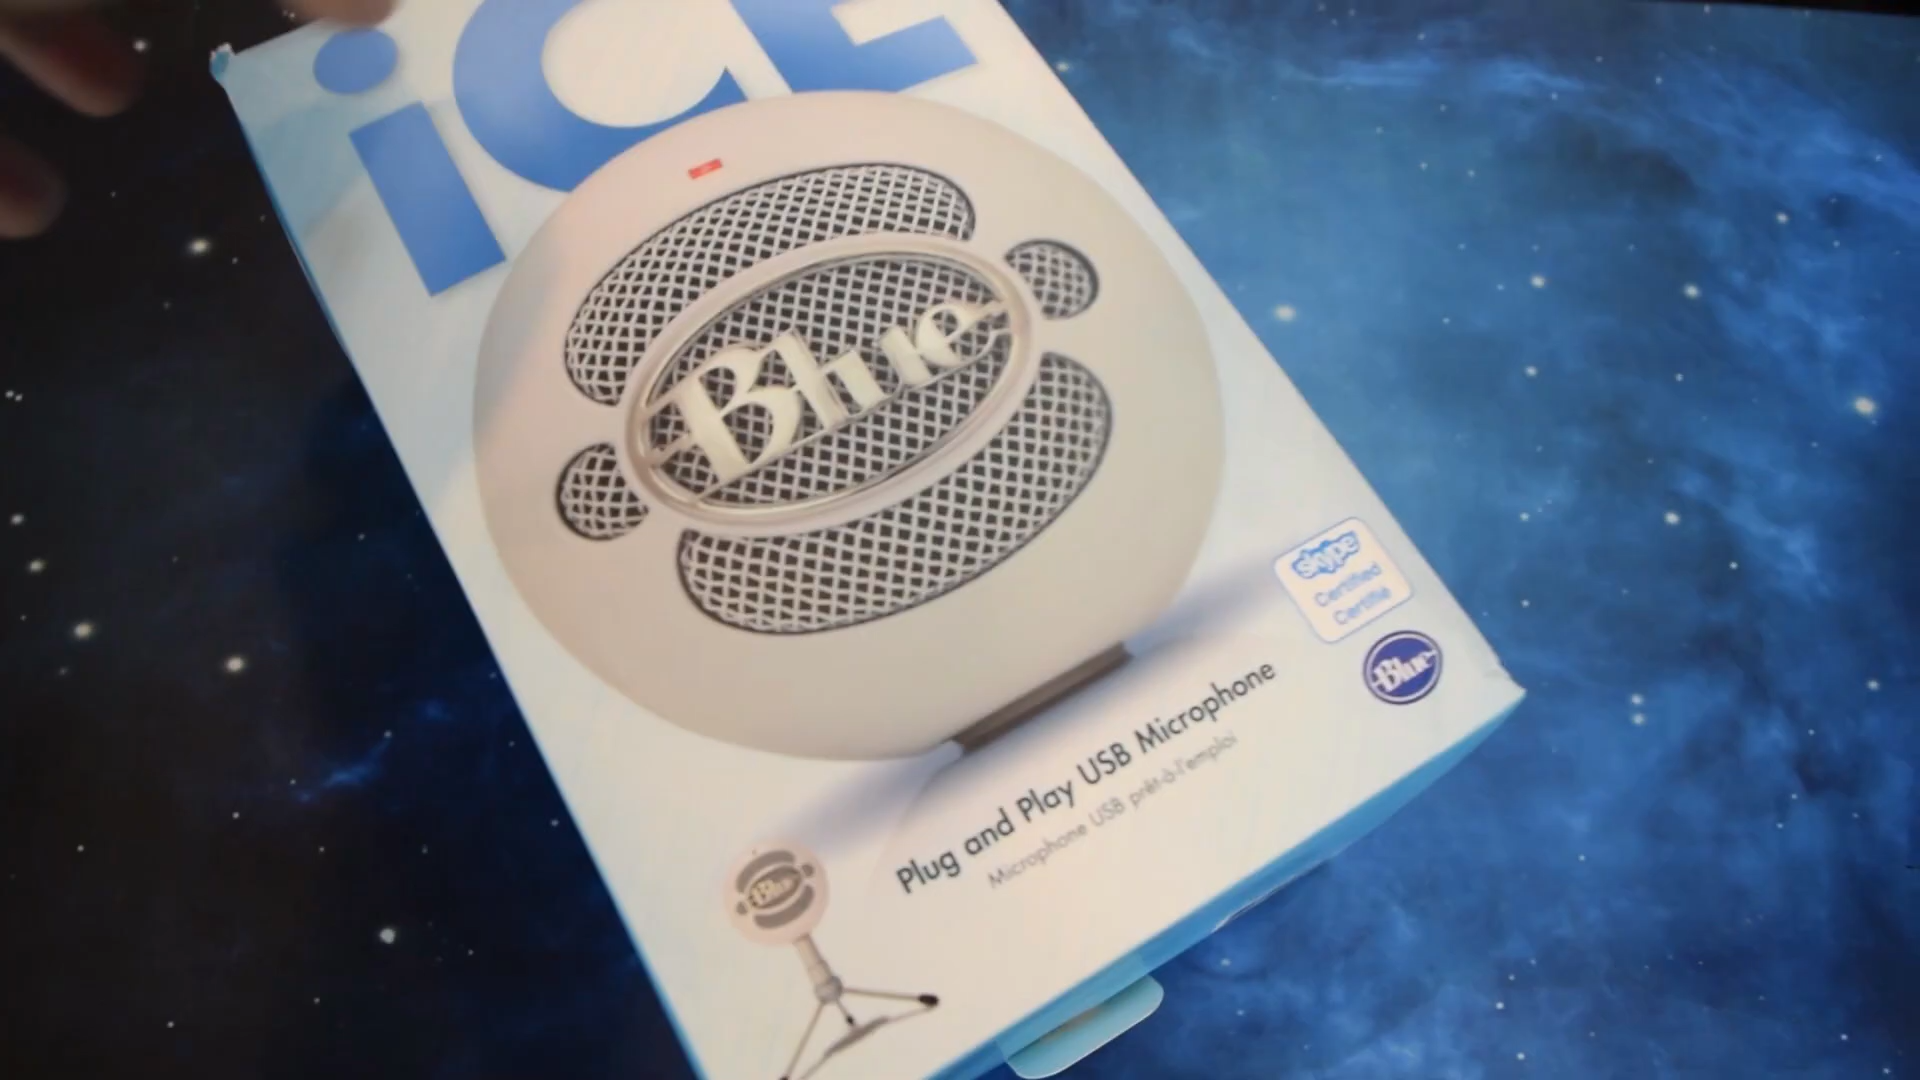 iCE
Blue
skype
Certified
Certifié
Blue
Plug and Play USB Microphone
Microphone USB prêt-à-l'emploi
Blue